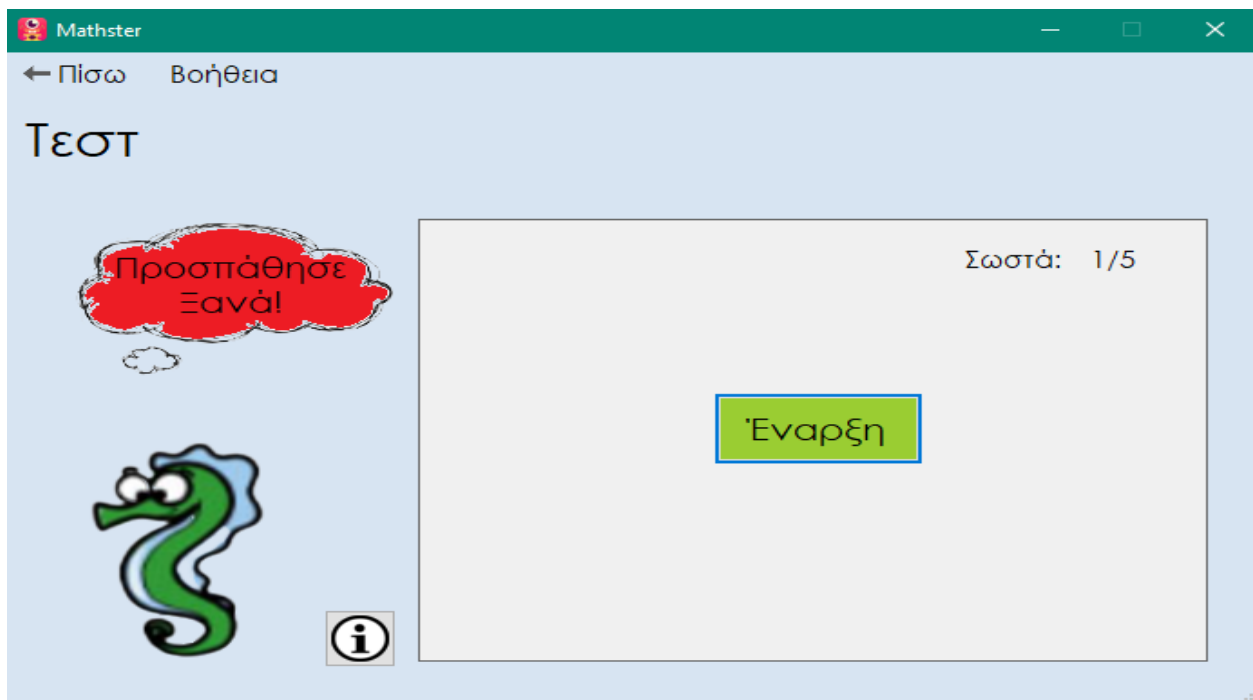 Mathster
Πίσω Βοήθεια
Τεστ
Προσπάθησε
Ξανά!
Σωστά: 1/5
Έναρξη